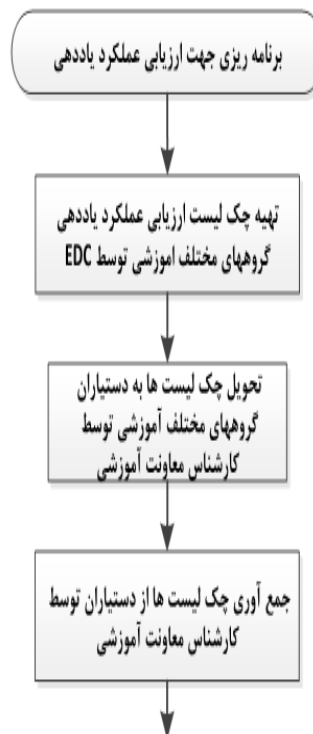 برنامه ریزی جهت ارزیابی عملکرد یاددهی
تهیه چک لیست ارزیابی عملکرد یاددهی
گروههای مختلف اموزشی توسط EDC
تحویل چک لیست ها به دستیاران
گروههای مختلف آموزشی توسط
کارشناس معاونت آموزشی
جمع آوری چک لیست ها از دستیاران توسط
کارشناس معاونت آموزشی